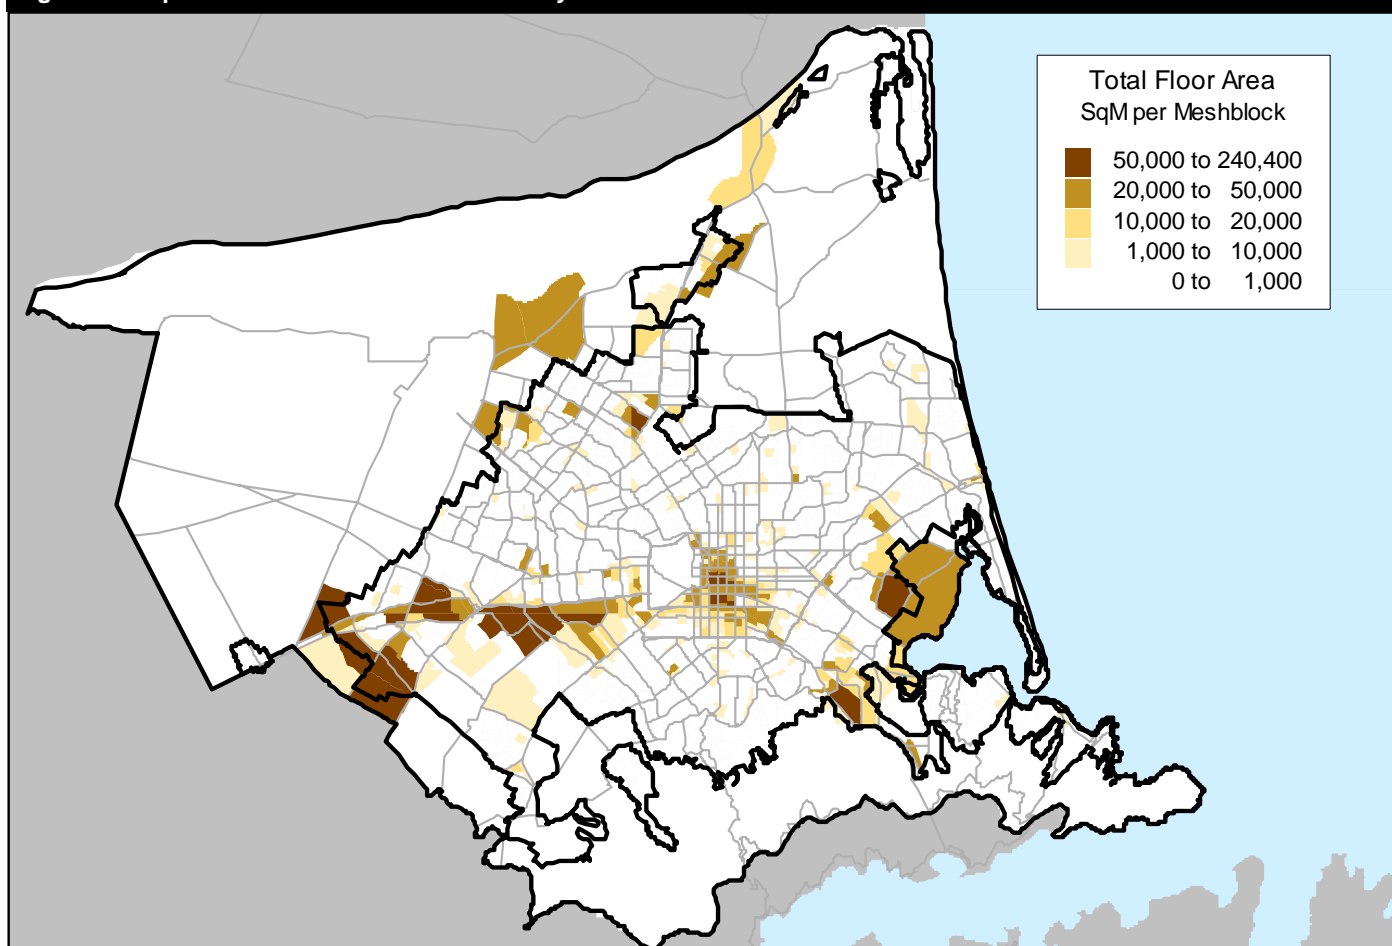 Total Floor Area
SqM per Meshblock
50,000 to 240,400
20,000 to 50,000
10,000 to 20,000
1,000 to 10,000
0 to 1,000